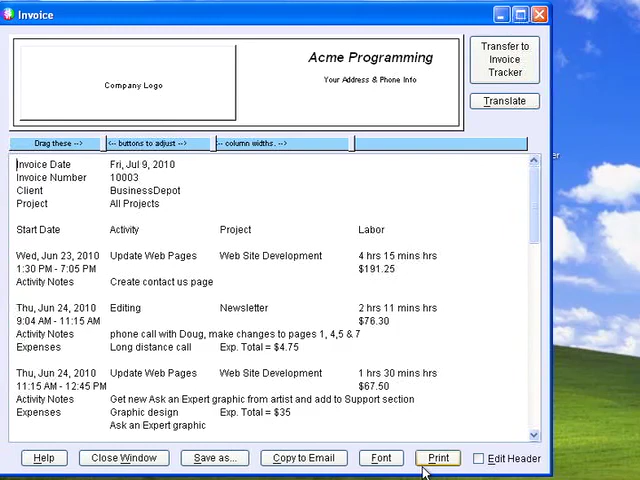 Invoice
Company Logo
Acme Programming
Your Address & Phone Info
Transfer to
Invoice
Tracker
Translate
Drag these --> <-- buttons to adjust --> <-- column widths. -->
Invoice Date Fri, Jul 9, 2010
Invoice Number 10003
Client BusinessDepot
Project All Projects
Start Date Activity Project Labor
Wed, Jun 23, 2010 Update Web Pages Web Site Development 4 hrs 15 mins hrs
1:30 PM - 7:05 PM $191.25
Activity Notes Create contact us page
Thu, Jun 24, 2010 Editing Newsletter 2 hrs 11 mins hrs
9:04 AM - 11:15 AM $76.30
Activity Notes phone call with Doug, make changes to pages 1, 4,5 & 7
Expenses Long distance call Exp. Total = $4.75
Thu, Jun 24, 2010 Update Web Pages Web Site Development 1 hrs 30 mins hrs
11:15 AM - 12:45 PM $67.50
Activity Notes Get new Ask an Expert graphic from artist and add to Support section
Expenses Graphic design Exp. Total = $35
Ask an Expert graphic
Help Close Window Save as... Copy to Email Font Print Edit Header